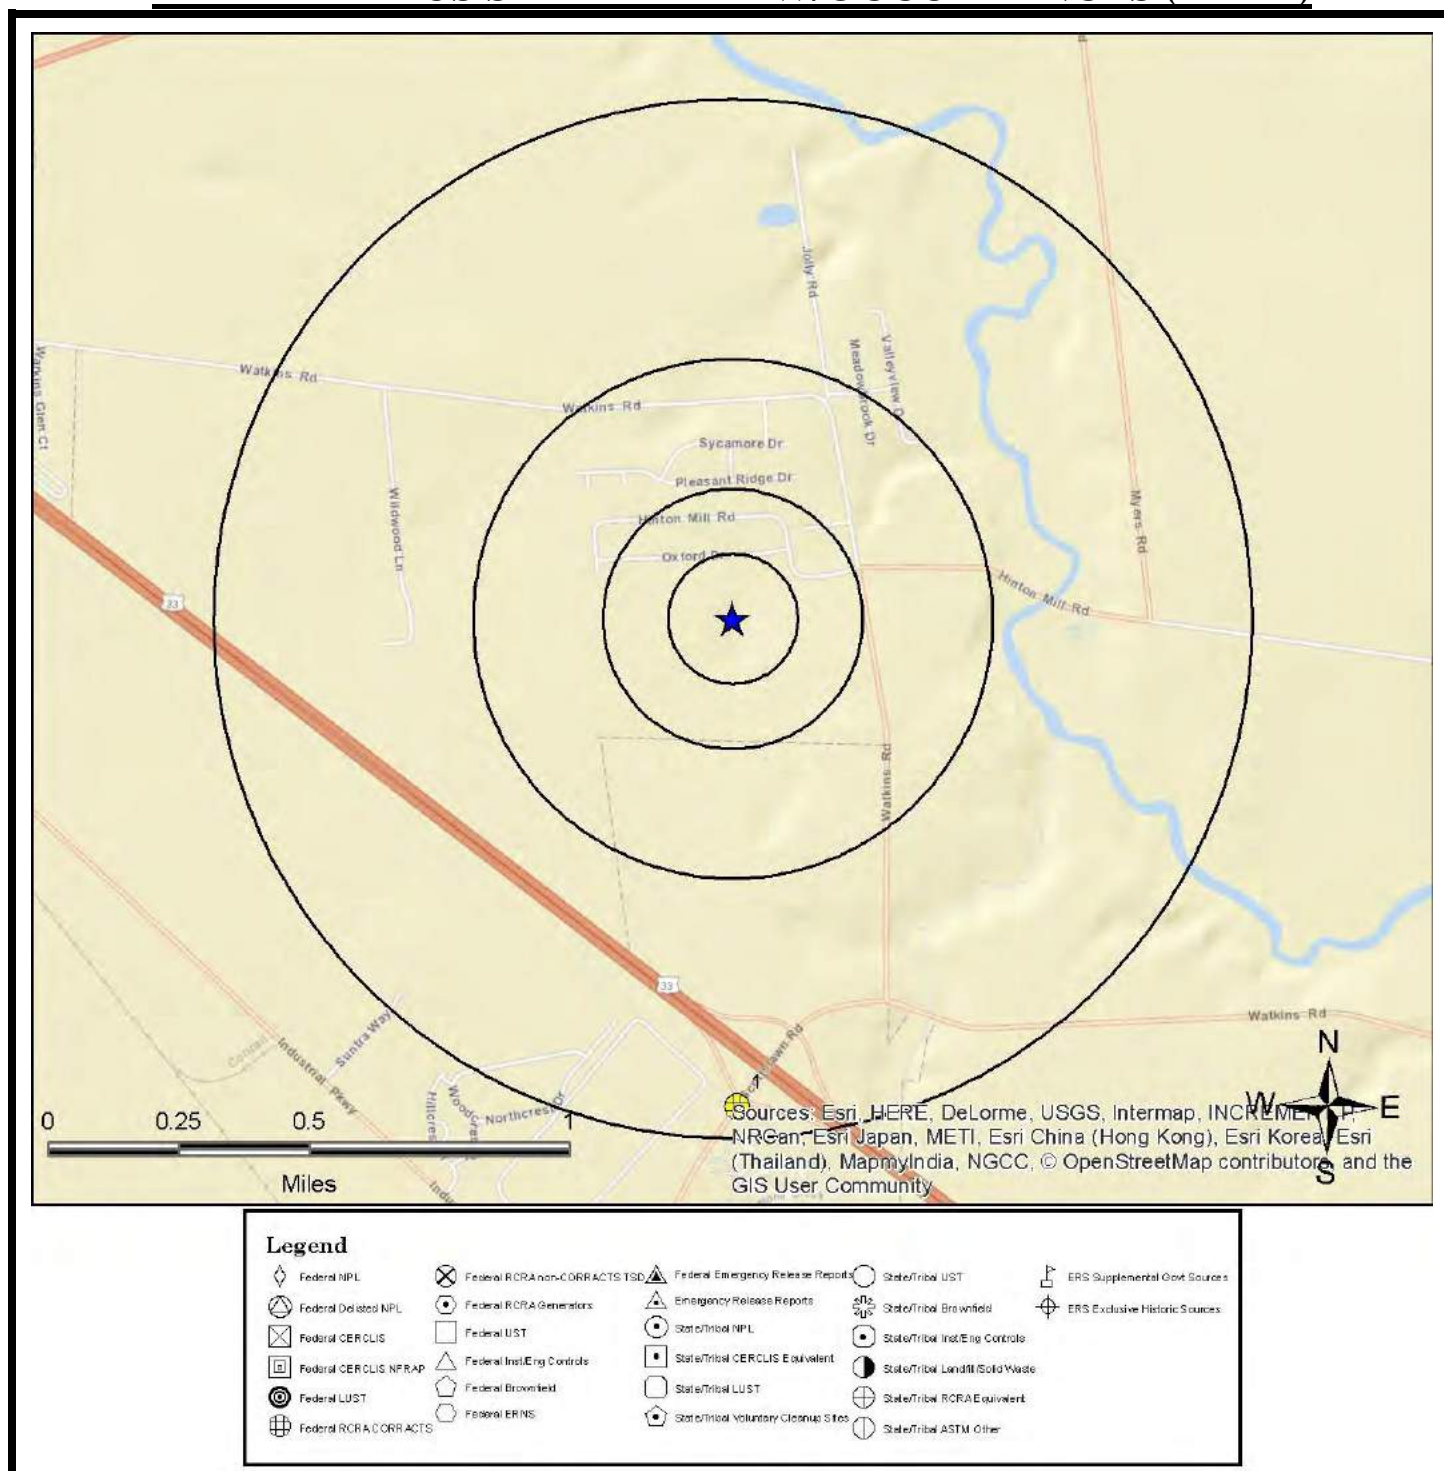 Watkins Rd
Watkins Rd
Watkins Glen Ct
Jolly Rd
Meadowbrook Dr
Valleyview D
Sycamore Dr
Pleasant Ridge Dr
Hinton Mill Rd
Oxford Dr
Wildwood Ln
Myers Rd
Hinton Mill Rd
33
Watkins Rd
33
Watkins Rd
Suntra Way
Conrail
Industrial Pkwy
Hillcrest
Woodcrest
Northcrest Dr
1
N
W
E
S
0 0.25 0.5 1
Miles
Sources: Esri, HERE, DeLorme, USGS, Intermap, INCREMENT P,
NRCan, Esri Japan, METI, Esri China (Hong Kong), Esri Korea, Esri
(Thailand), MapmyIndia, NGCC, © OpenStreetMap contributors, and the
GIS User Community
Legend
Federal NPL
Federal Delisted NPL
Federal CERCLIS
Federal CERCLIS NFRAP
Federal LUST
Federal RCRA CORRACTS
Federal RCRA non-CORRACTS TSD
Federal RCRA Generators
Federal UST
Federal Inst/Eng Controls
Federal Brownfield
Federal ERNS
Federal Emergency Release Reports
Emergency Release Reports
State/Tribal NPL
State/Tribal CERCLIS Equivalent
State/Tribal LUST
State/Tribal Voluntary Cleanup Sites
State/Tribal UST
State/Tribal Brownfield
State/Tribal Inst/Eng Controls
State/Tribal Landfill/Solid Waste
State/Tribal RCRA Equivalent
State/Tribal ASTM Other
ERS Supplemental Govt Sources
ERS Exclusive Historic Sources